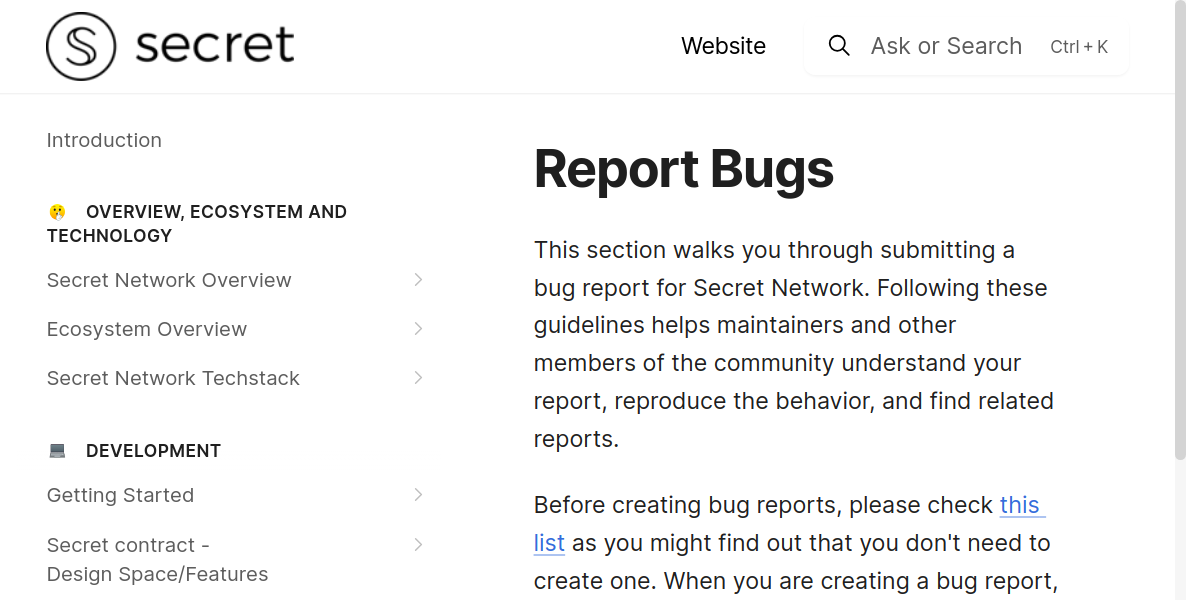 secret
Website
Ask or Search Ctrl + K
Introduction
OVERVIEW, ECOSYSTEM AND
TECHNOLOGY
Secret Network Overview
Ecosystem Overview
Secret Network Techstack
DEVELOPMENT
Getting Started
Secret contract -
Design Space/Features
Report Bugs
This section walks you through submitting a
bug report for Secret Network. Following these
guidelines helps maintainers and other
members of the community understand your
report, reproduce the behavior, and find related
reports.
Before creating bug reports, please check this
list as you might find out that you don't need to
create one. When you are creating a bug report,